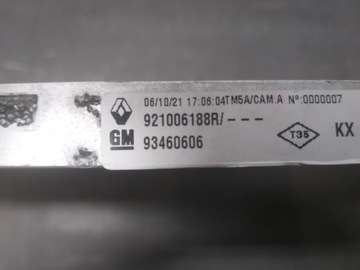 06/10/21 17:06:04TM5A/CAM.A N°:0000007
921006188R/---
GM 93460606
T35
KX